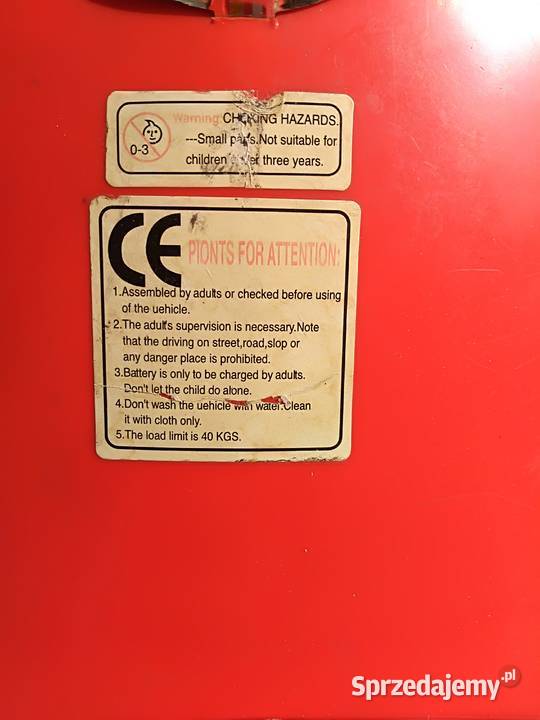 Warning: CHOKING HAZARDS.
---Small parts.Not suitable for
0-3
children under three years.
CE PIONTS FOR ATTENTION:
1.Assembled by adults or checked before using
of the uehicle.
2.The adult's supervision is necessary.Note
that the driving on street,road,slop or
any danger place is prohibited.
3.Battery is only to be charged by adults.
Don't let the child do alone.
4.Don't wash the uehicle with water.Clean
it with cloth only.
5.The load limit is 40 KGS.
Sprzedajemy.pl